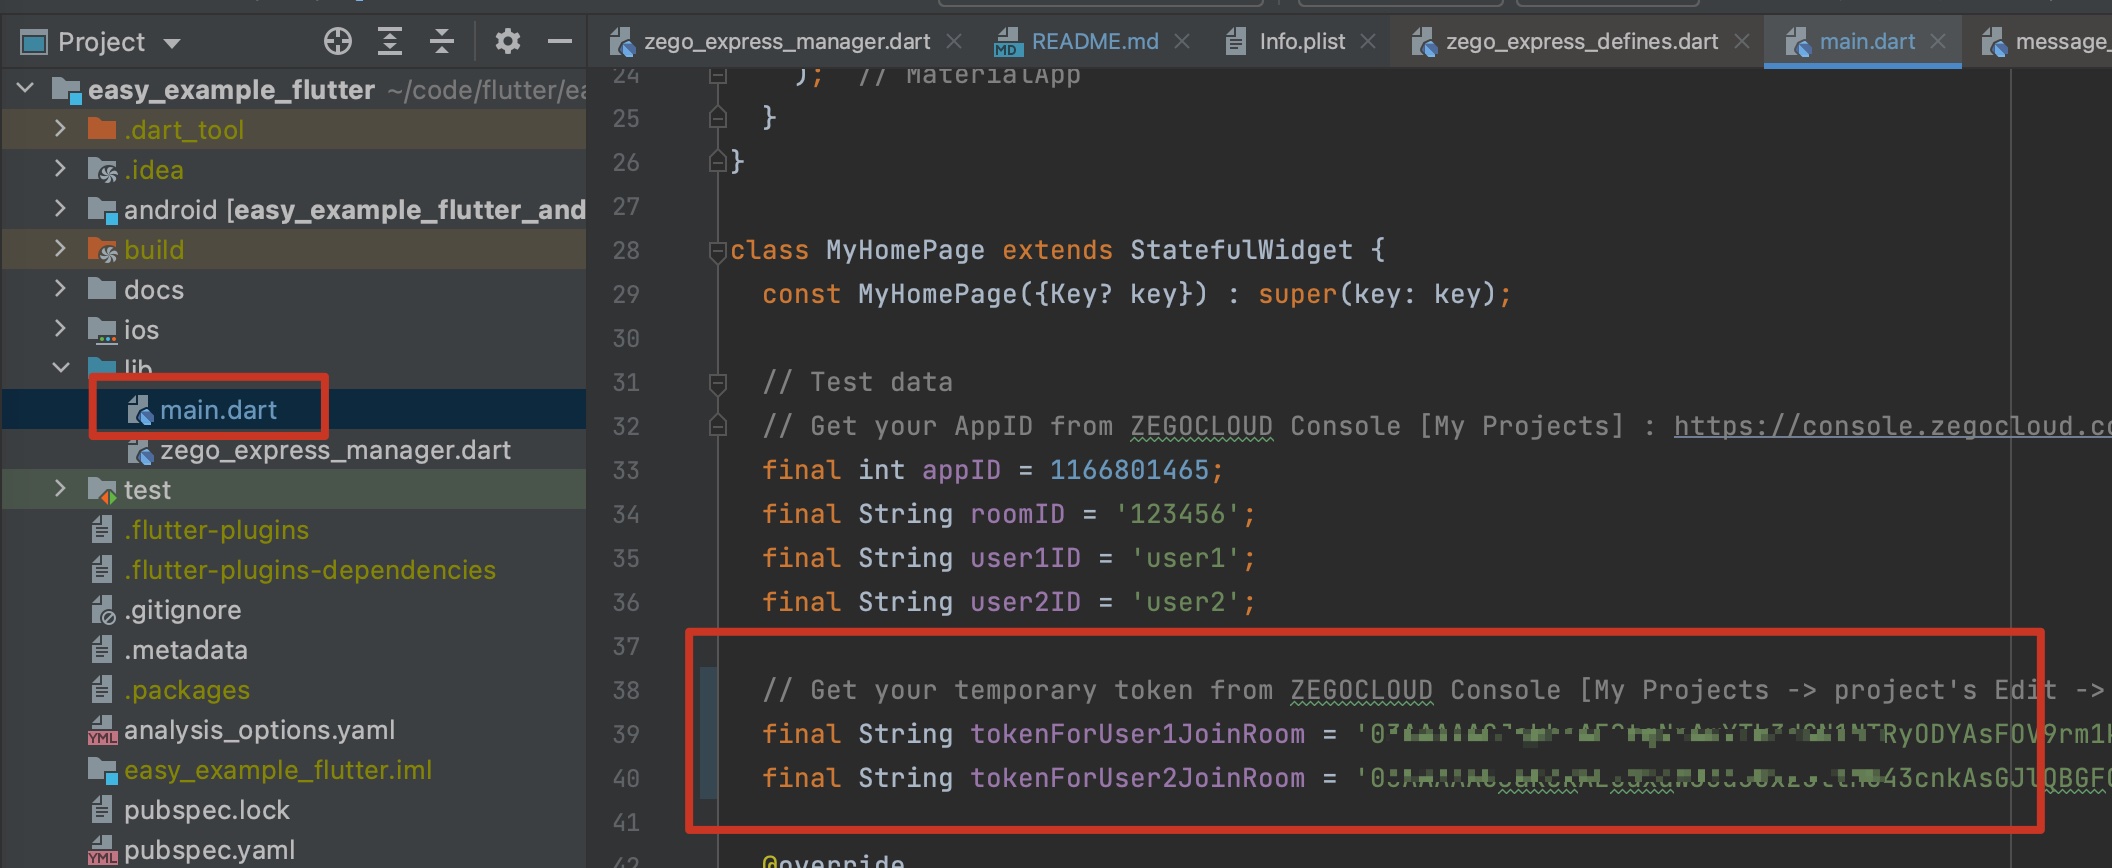 Project
easy_example_flutter ~/code/flutter/ea
.dart_tool
.idea
android [easy_example_flutter_and
build
docs
ios
lib
main.dart
zego_express_manager.dart
test
.flutter-plugins
.flutter-plugins-dependencies
.gitignore
.metadata
.packages
YML analysis_options.yaml
easy_example_flutter.iml
pubspec.lock
YML pubspec.yaml
zego_express_manager.dart MD README.md Info.plist zego_express_defines.dart main.dart message_
24 ); // MaterialApp
25 }
26 }
27
28 class MyHomePage extends StatefulWidget {
29 const MyHomePage({Key? key}) : super(key: key);
30
31 // Test data
32 // Get your AppID from ZEGOCLOUD Console [My Projects] : https://console.zegocloud.co
33 final int appID = 1166801465;
34 final String roomID = '123456';
35 final String user1ID = 'user1';
36 final String user2ID = 'user2';
37
38 // Get your temporary token from ZEGOCLOUD Console [My Projects -> project's Edit ->
39 final String tokenForUser1JoinRoom =
40 final String tokenForUser2JoinRoom =
41
42 @override